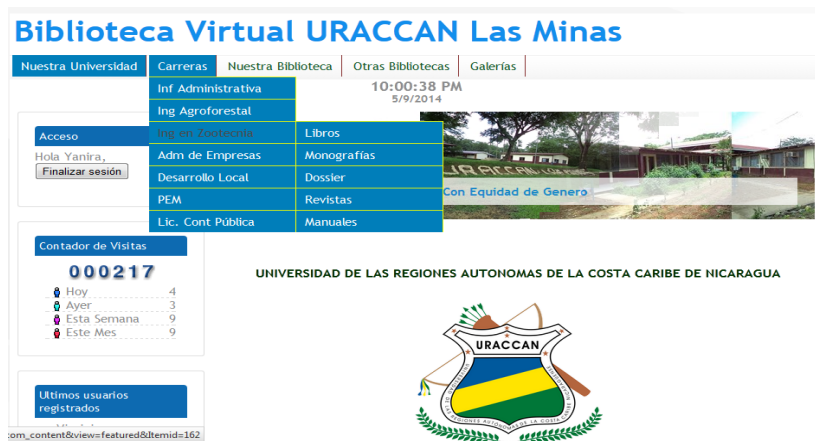 Biblioteca Virtual URACCAN Las Minas
Nuestra Universidad Carreras Nuestra Biblioteca Otras Bibliotecas Galerías
10:00:38 PM
5/9/2014
Inf Administrativa
Ing Agroforestal
Ing en Zootecnia
Adm de Empresas
Desarrollo Local
PEM
Lic. Cont Pública
Libros
Monografías
Dossier
Revistas
Manuales
Acceso
Hola Yanira,
Finalizar sesión
Con Equidad de Genero
Contador de Visitas
000217
Hoy 4
Ayer 3
Esta Semana 9
Este Mes 9
UNIVERSIDAD DE LAS REGIONES AUTONOMAS DE LA COSTA CARIBE DE NICARAGUA
URACCAN
Ultimos usuarios
registrados
com_content&view=featured&Itemid=162